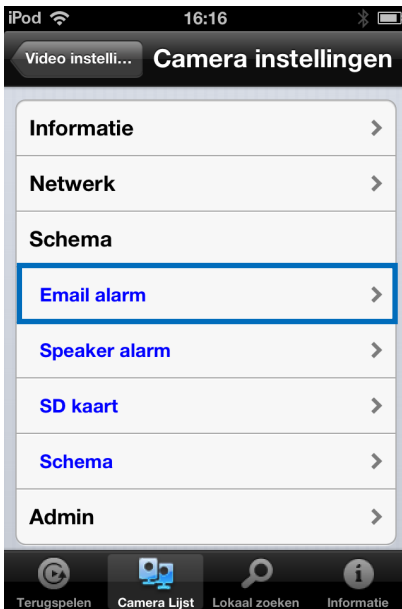 iPod 16:16
Video instelli... Camera instellingen
Informatie
Netwerk
Schema
Email alarm
Speaker alarm
SD kaart
Schema
Admin
Terugspelen Camera Lijst Lokaal zoeken Informatie